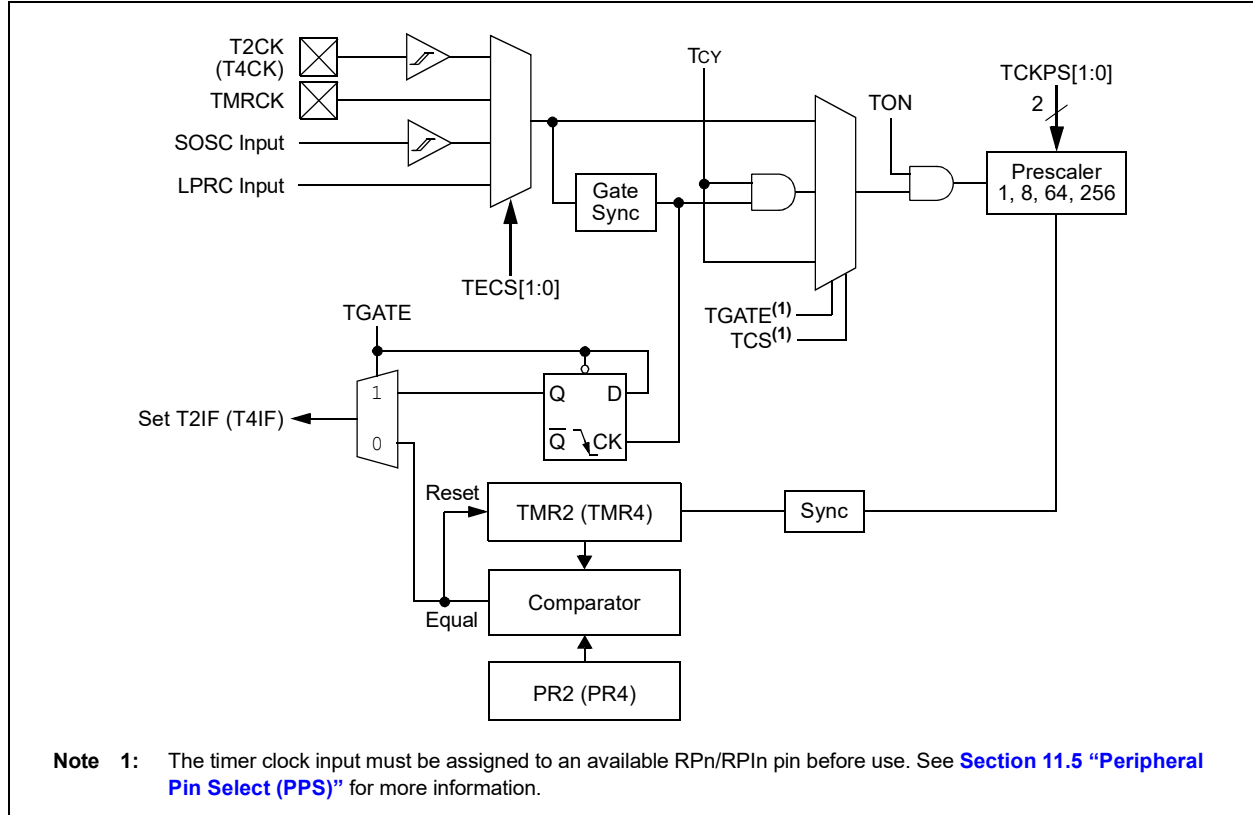 T2CK
(T4CK)
TMRCK
SOSC Input
LPRC Input
TECS[1:0]
Gate
Sync
TCY
TON
TCKPS[1:0]
2
Prescaler
1, 8, 64, 256
TGATE(1)
TCS(1)
TGATE
1
0
Set T2IF (T4IF)
Q
D
Q
CK
Reset
TMR2 (TMR4)
Sync
Comparator
Equal
PR2 (PR4)
Note 1: The timer clock input must be assigned to an available RPn/RPIn pin before use. See Section 11.5 “Peripheral
Pin Select (PPS)” for more information.